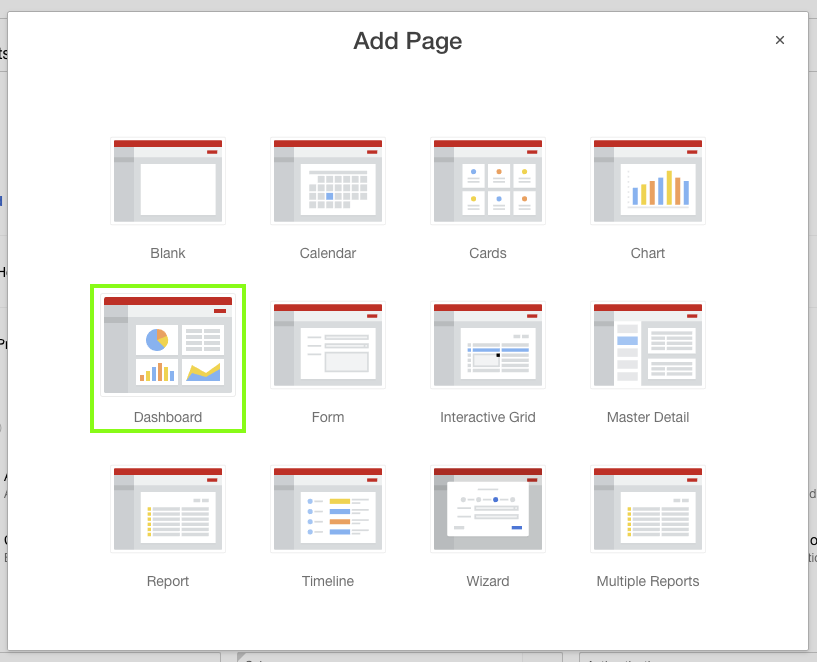 Add Page
×
Blank
Calendar
Cards
Chart
Dashboard
Form
Interactive Grid
Master Detail
Report
Timeline
Wizard
Multiple Reports